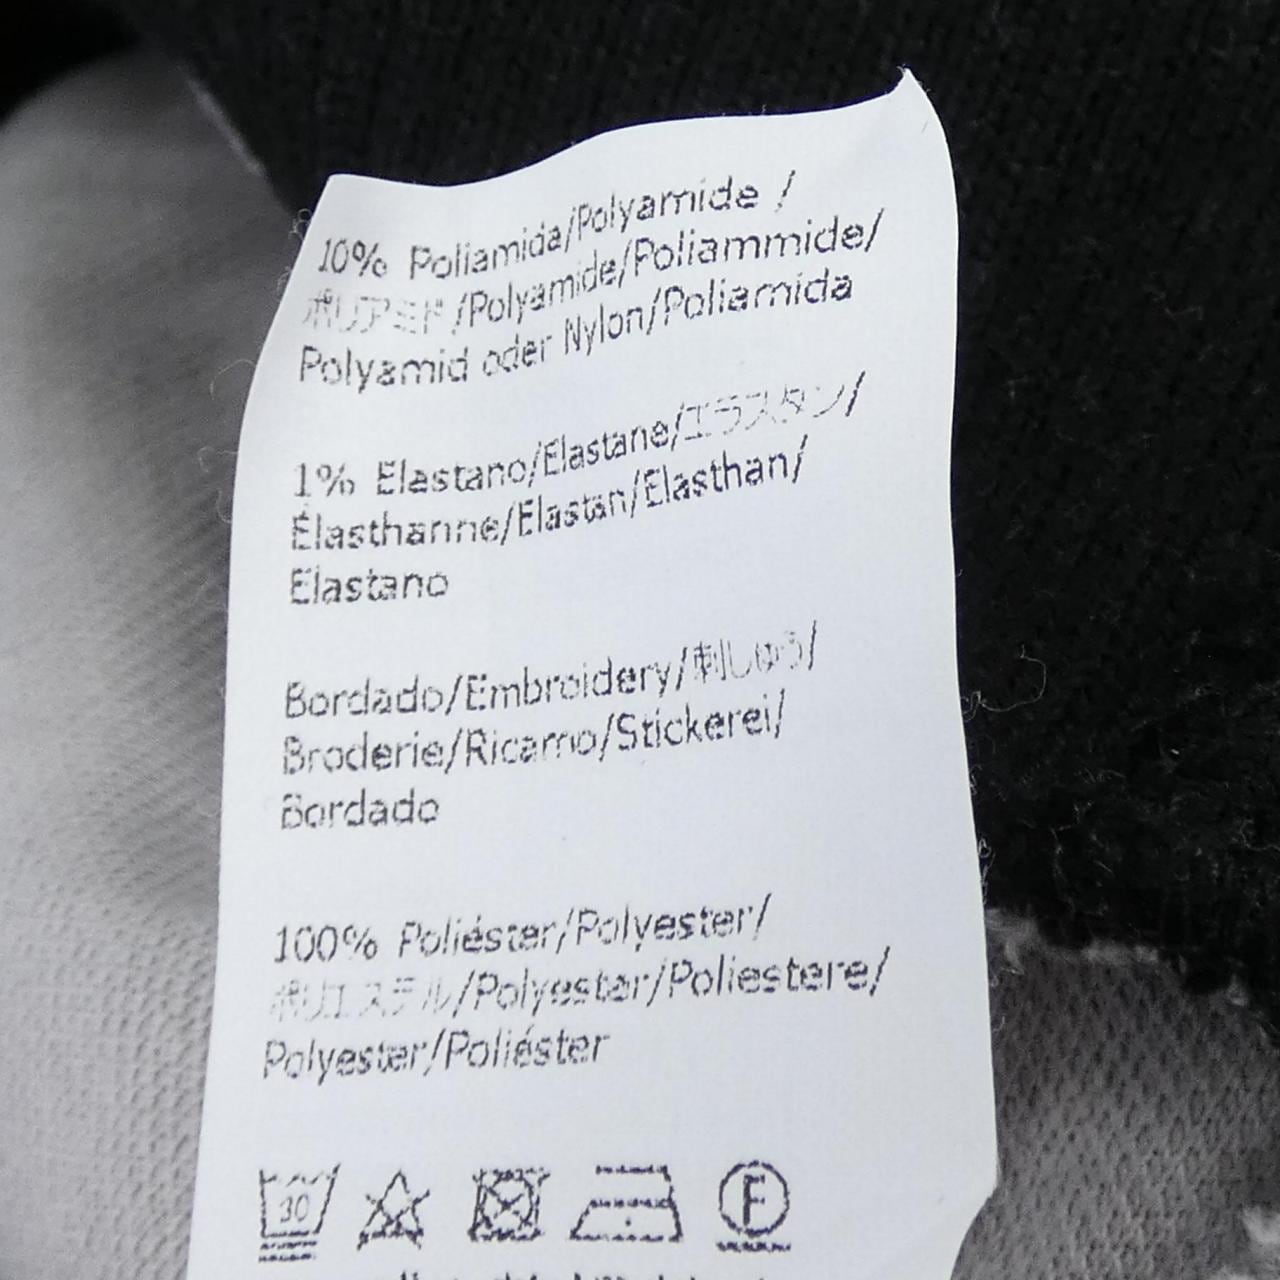 10% Poliamida/Polyamide /
ポリアミド/Polyamide/Poliammide/
Polyamid oder Nylon/Poliamida
1% Elastano/Elastane/エラスタン/
Élasthanne/Elastan/Elasthan/
Elastano
Bordado/Embroidery/刺しゅう/
Broderie/Ricamo/Stickerei/
Bordado
100% Poliéster/Polyester/
ポリエステル/Polyester/Poliestere/
Polyester/Poliéster
30 F